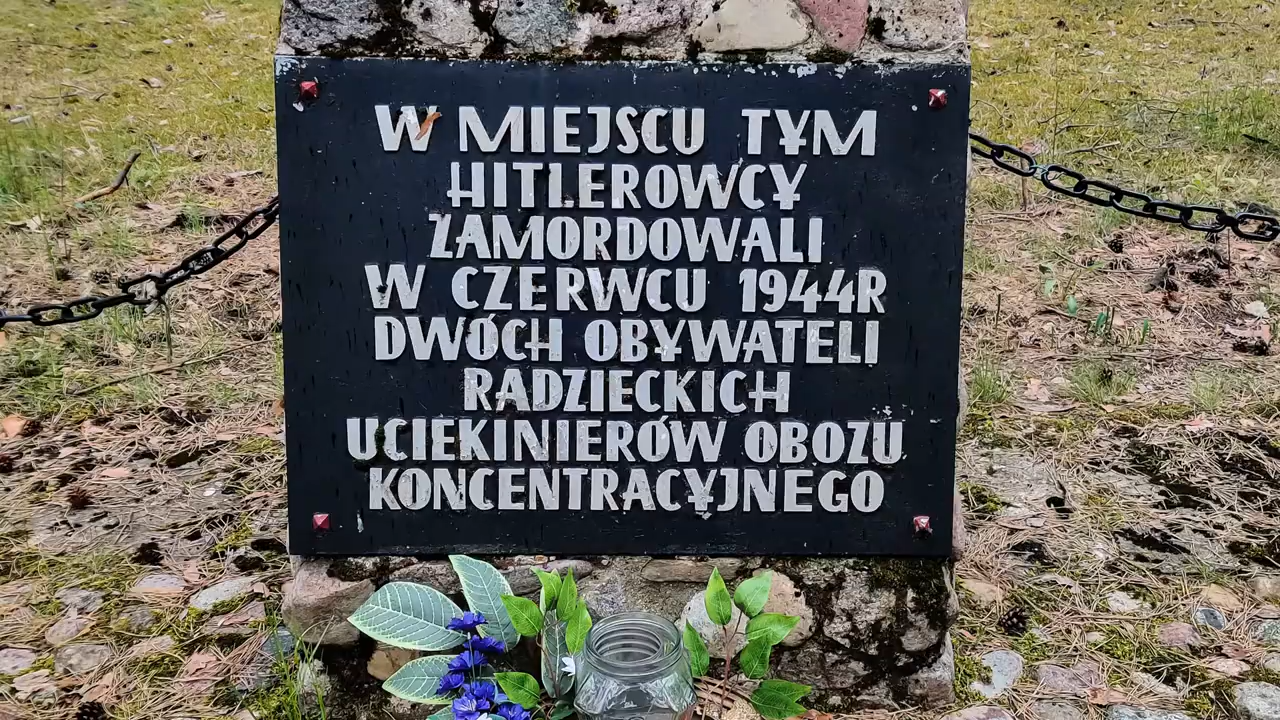 W MIEJSCU TYM
HITLEROWCY
ZAMORDOWALI
W CZERWCU 1944R
DWÓCH OBYWATELI
RADZIECKICH
UCIEKINIERÓW OBOZU
KONCENTRACYJNEGO